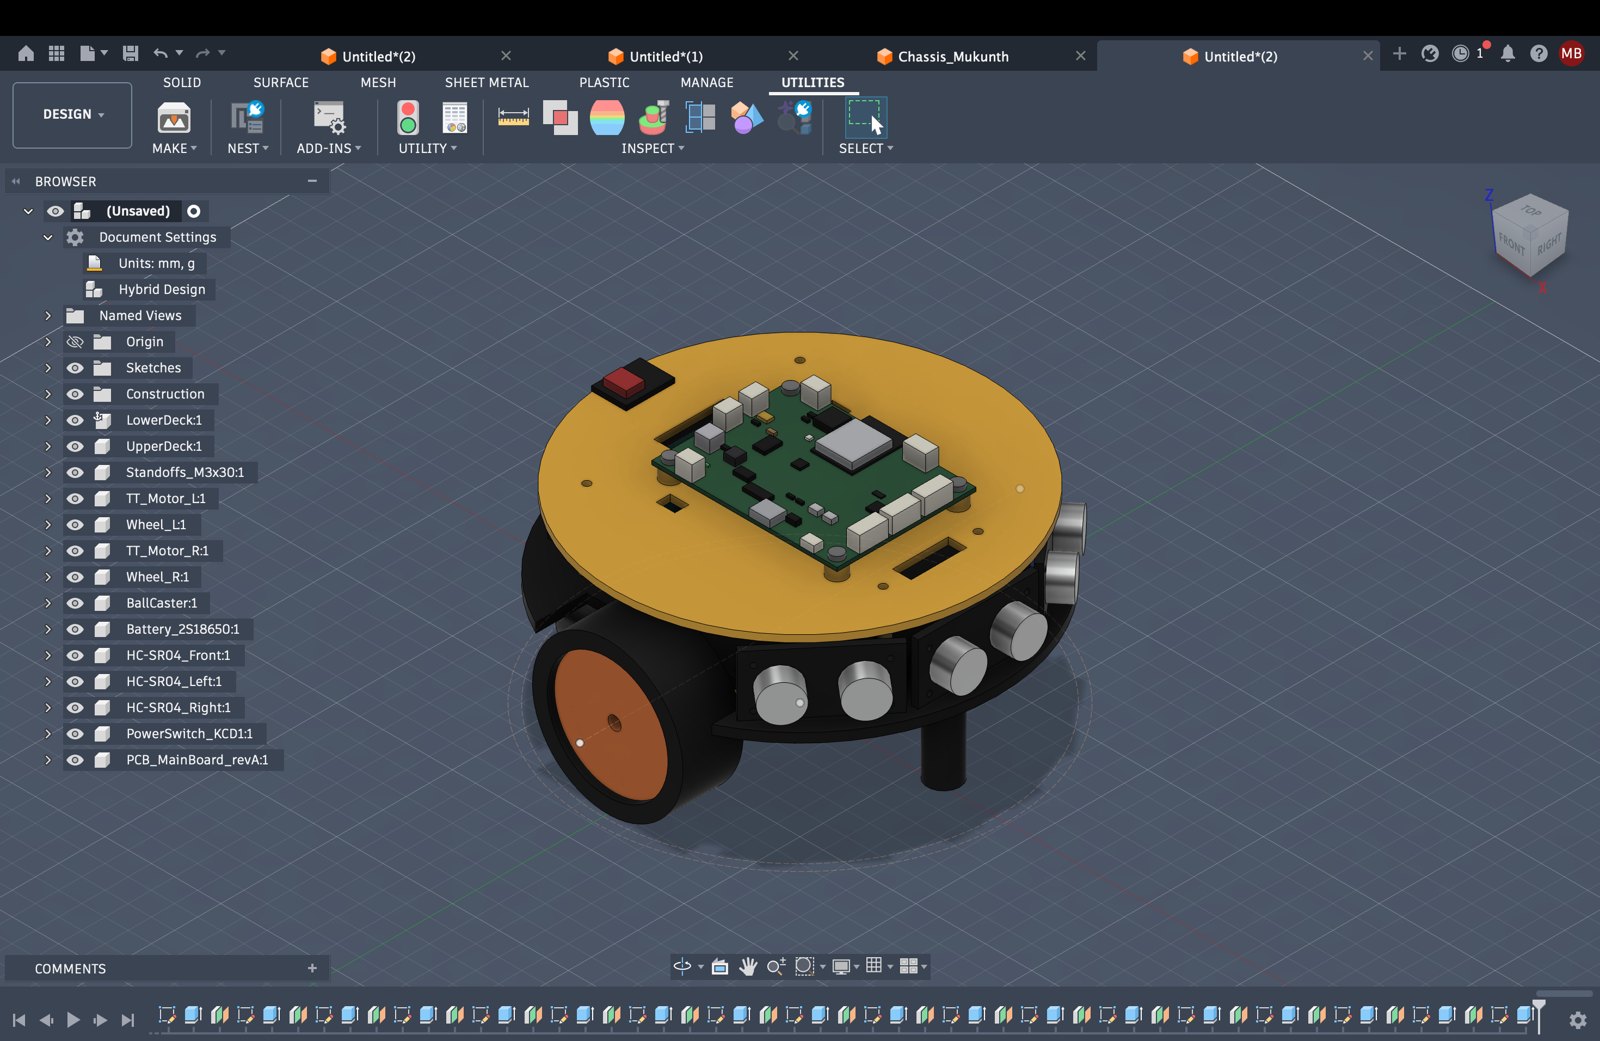 Untitled*(2)
Untitled*(1)
Chassis_Mukunth
Untitled*(2)
1
MB
DESIGN
SOLID
SURFACE
MESH
SHEET METAL
PLASTIC
MANAGE
UTILITIES
MAKE
NEST
ADD-INS
UTILITY
INSPECT
SELECT
BROWSER
(Unsaved)
Document Settings
Units: mm, g
Hybrid Design
Named Views
Origin
Sketches
Construction
LowerDeck:1
UpperDeck:1
Standoffs_M3x30:1
TT_Motor_L:1
Wheel_L:1
TT_Motor_R:1
Wheel_R:1
BallCaster:1
Battery_2S18650:1
HC-SR04_Front:1
HC-SR04_Left:1
HC-SR04_Right:1
PowerSwitch_KCD1:1
PCB_MainBoard_revA:1
Z
TOP
FRONT
RIGHT
X
COMMENTS